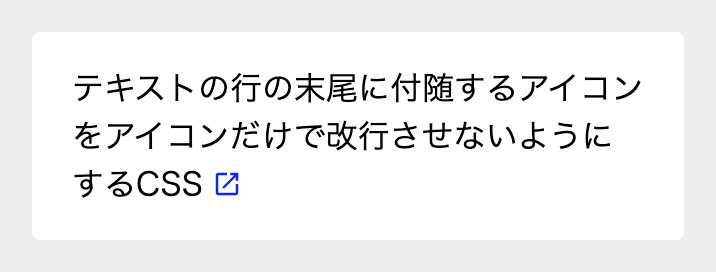 テキストの行の末尾に付随するアイコン
をアイコンだけで改行させないように
するCSS